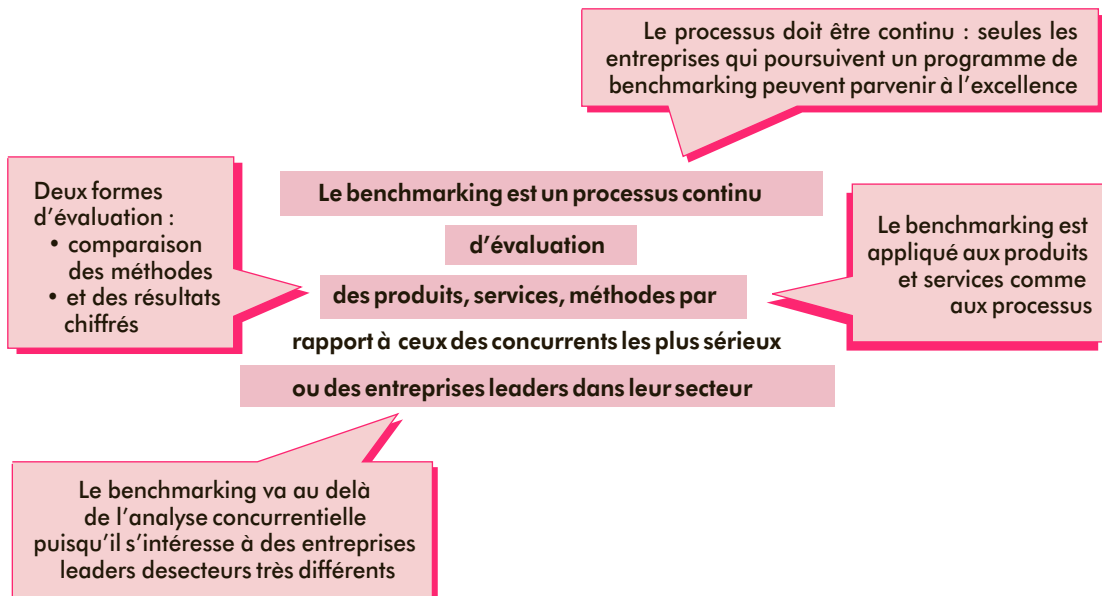 Le processus doit être continu : seules les
entreprises qui poursuivent un programme de
benchmarking peuvent parvenir à l'excellence
Deux formes
d'évaluation :
• comparaison
des méthodes
• et des résultats
chiffrés
Le benchmarking est un processus continu
d'évaluation
des produits, services, méthodes par
rapport à ceux des concurrents les plus sérieux
ou des entreprises leaders dans leur secteur
Le benchmarking est
appliqué aux produits
et services comme
aux processus
Le benchmarking va au delà
de l'analyse concurrentielle
puisqu'il s'intéresse à des entreprises
leaders desecteurs très différents